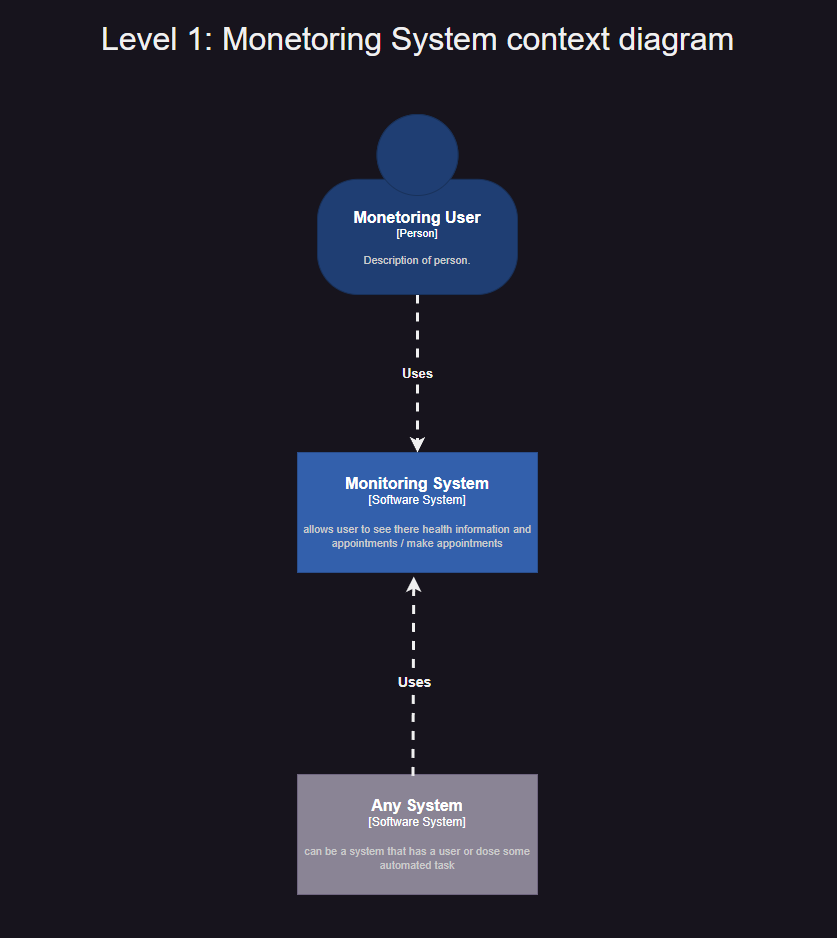 Level 1: Monetoring System context diagram
Monetoring User
[Person]
Description of person.
Uses
Monitoring System
[Software System]
allows user to see there health information and
appointments / make appointments
Uses
Any System
[Software System]
can be a system that has a user or dose some
automated task